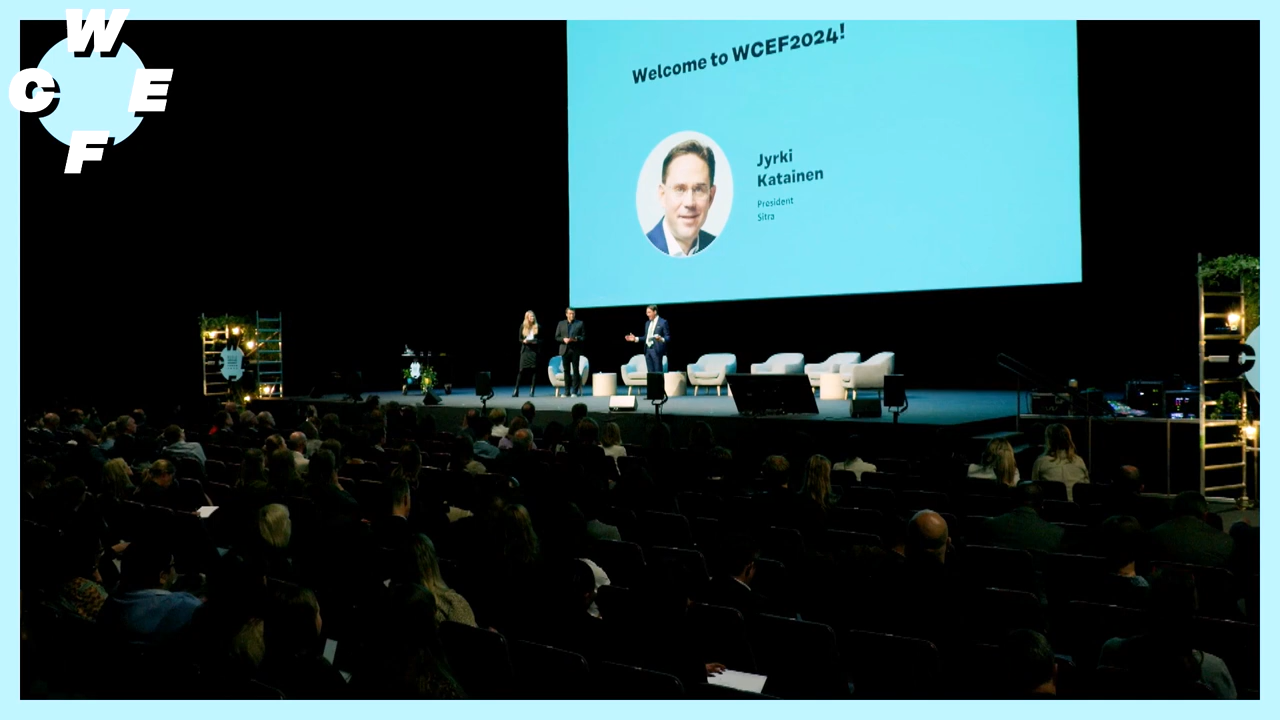 W
C E
F
Welcome to WCEF2024!
Jyrki
Katainen
President
Sitra